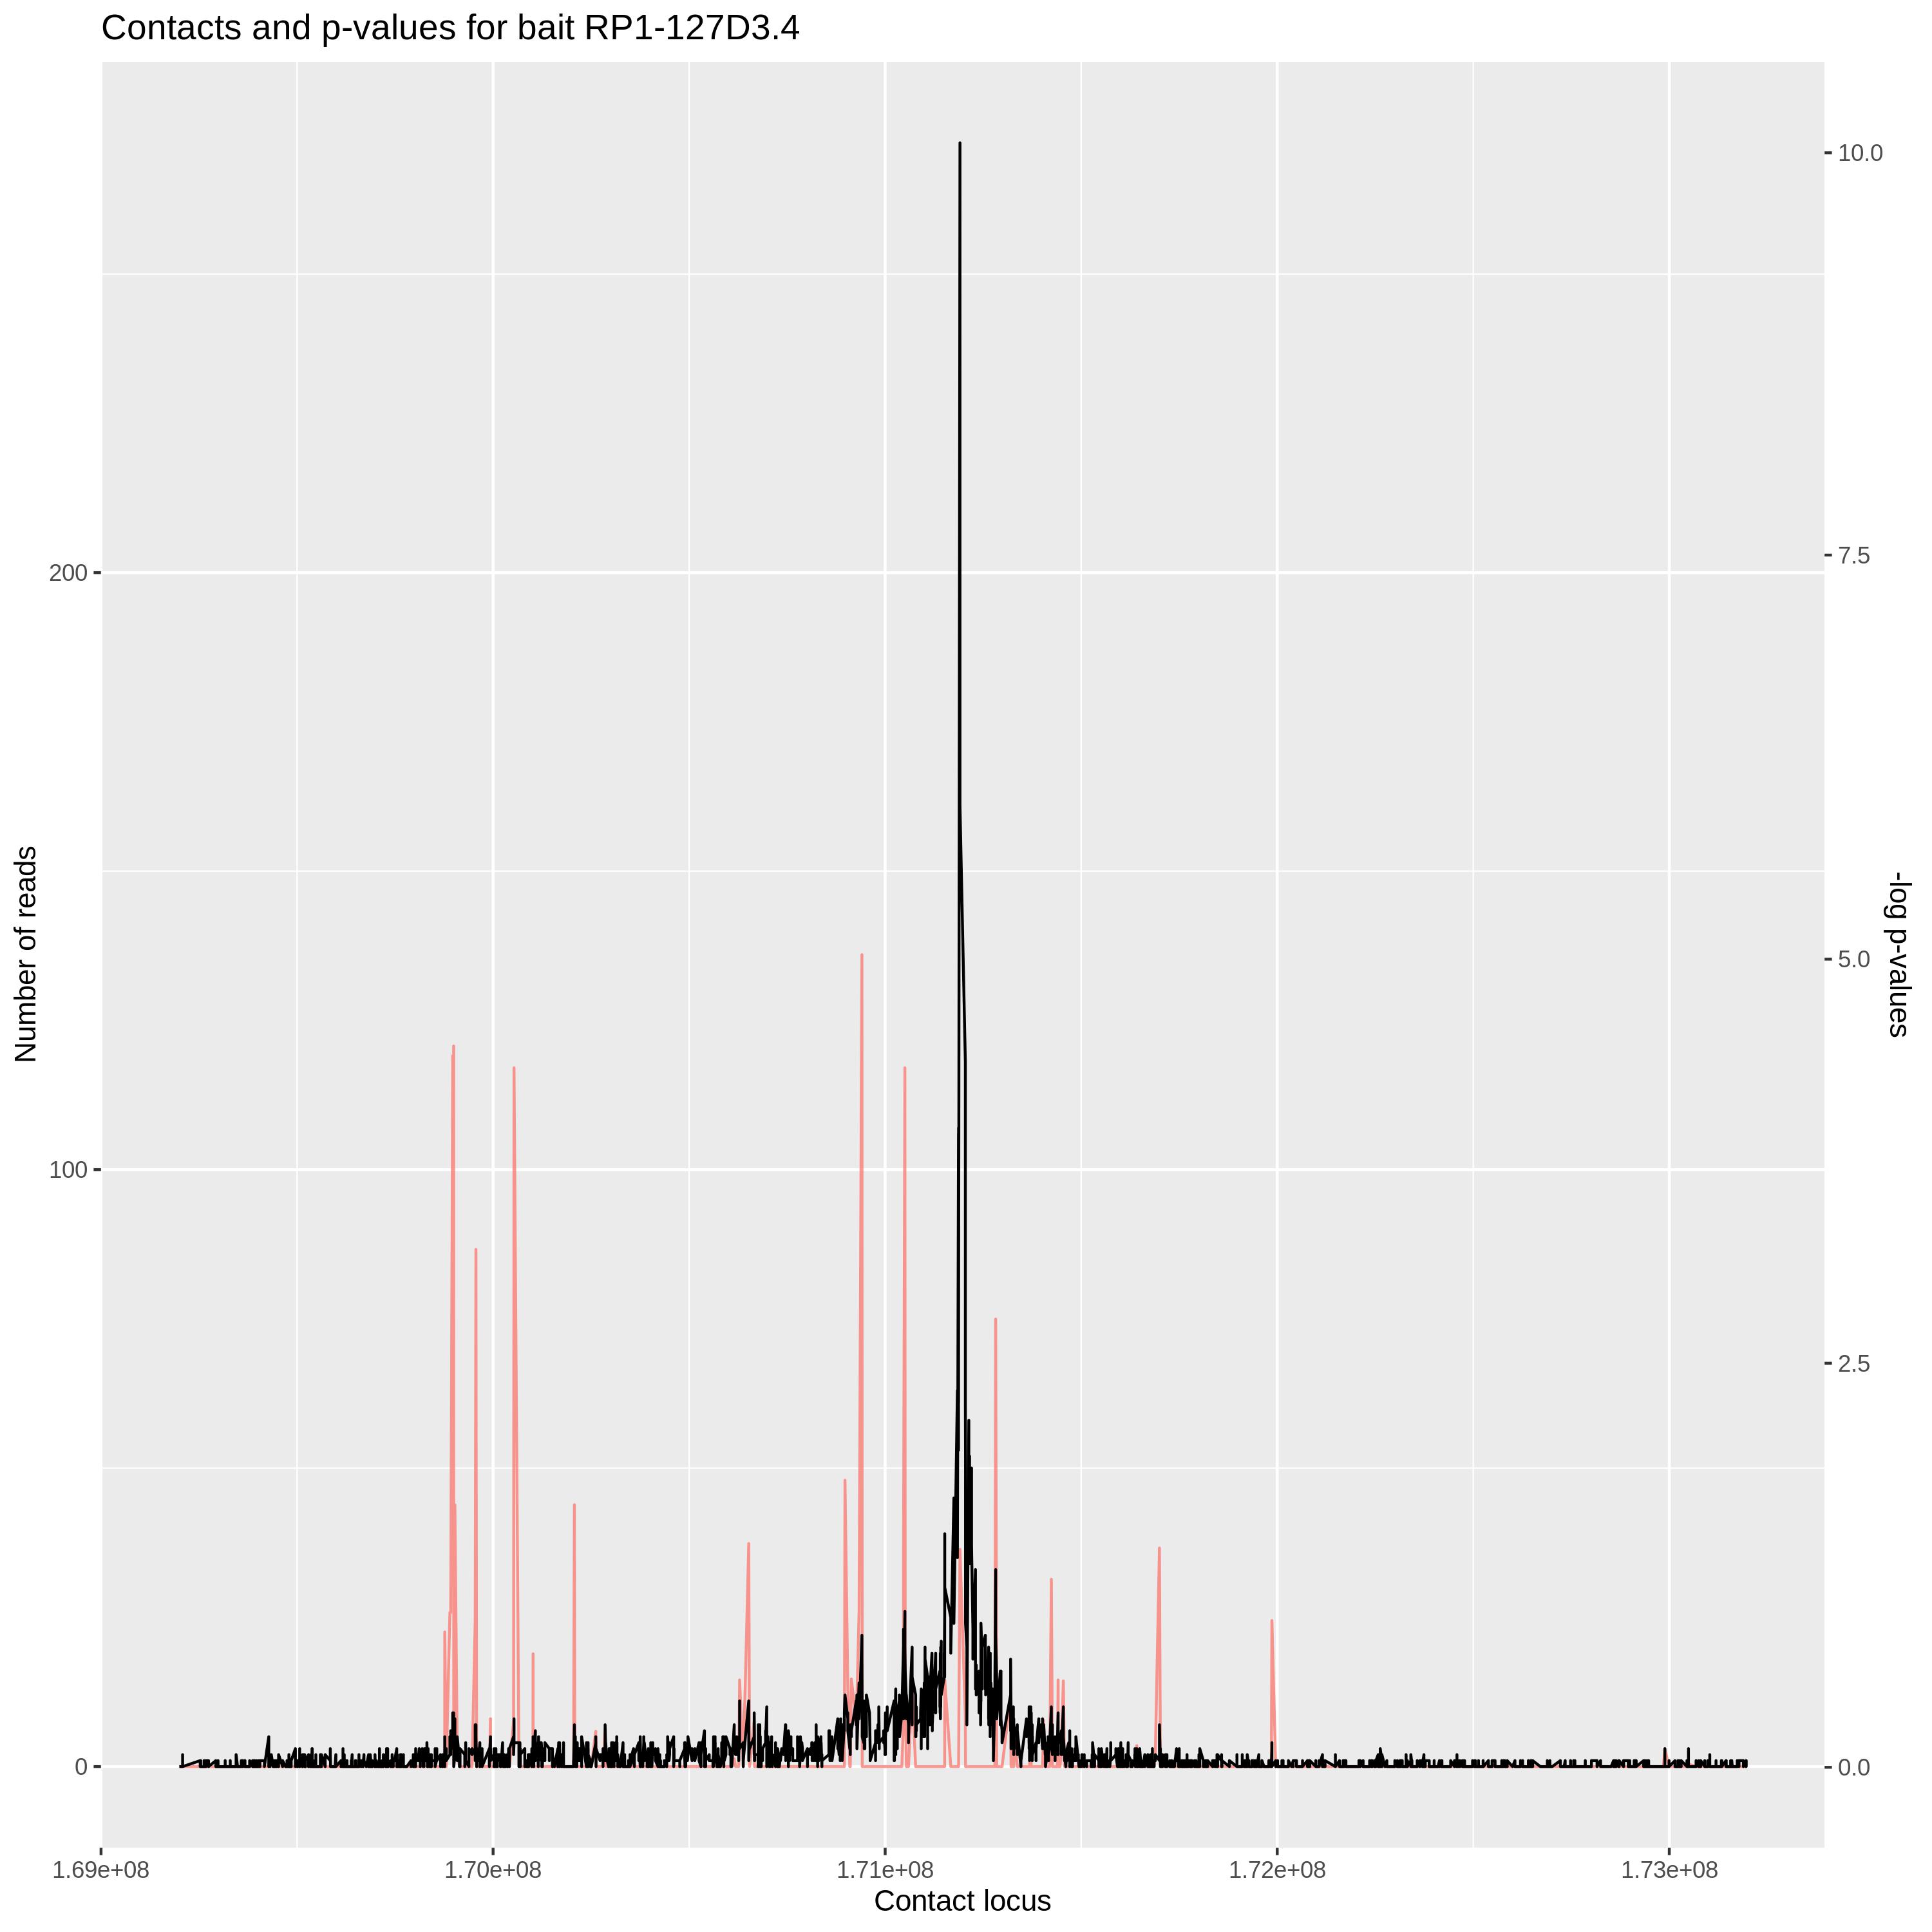 Contacts and p-values for bait RP1-127D3.4
Number of reads
200
100
0
10.0
7.5
5.0
2.5
0.0
-log p-values
1.69e+08 1.70e+08 1.71e+08 1.72e+08 1.73e+08
Contact locus